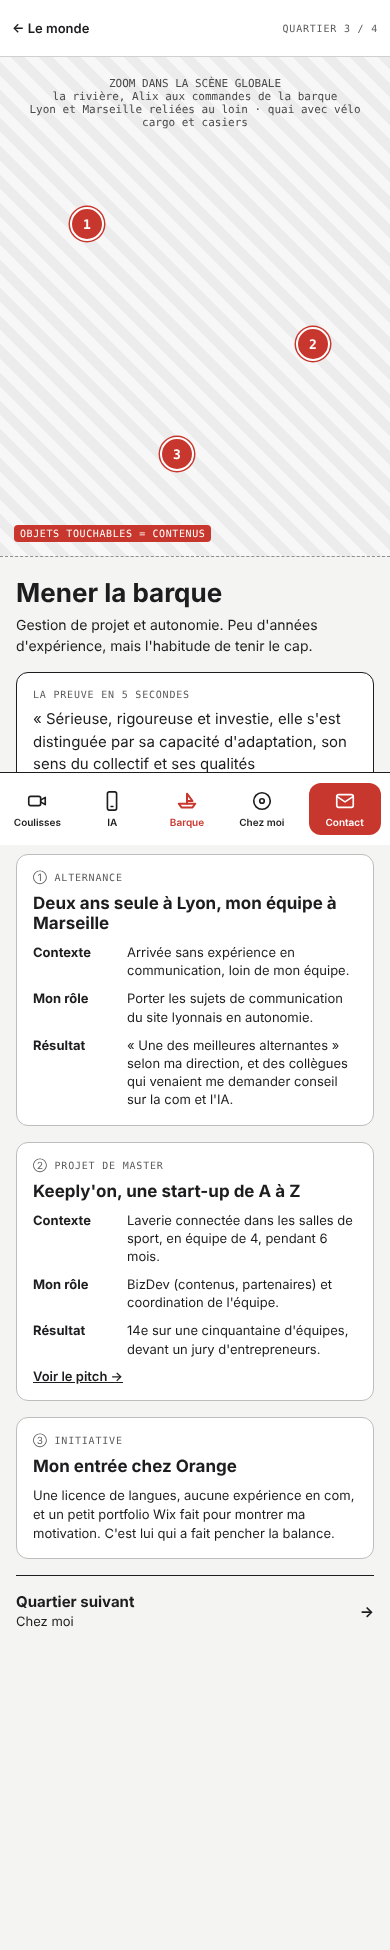 ← Le monde
QUARTIER 3 / 4
ZOOM DANS LA SCÈNE GLOBALE
la rivière, Alix aux commandes de la barque
Lyon et Marseille reliées au loin · quai avec vélo
cargo et casiers
1
2
3
OBJETS TOUCHABLES = CONTENUS
Mener la barque
Gestion de projet et autonomie. Peu d'années
d'expérience, mais l'habitude de tenir le cap.
LA PREUVE EN 5 SECONDES
« Sérieuse, rigoureuse et investie, elle s'est
distinguée par sa capacité d'adaptation, son
sens du collectif et ses qualités
Coulisses
IA
Barque
Chez moi
Contact
① ALTERNANCE
Deux ans seule à Lyon, mon équipe à
Marseille
Contexte
Arrivée sans expérience en
communication, loin de mon équipe.
Mon rôle
Porter les sujets de communication
du site lyonnais en autonomie.
Résultat
« Une des meilleures alternantes »
selon ma direction, et des collègues
qui venaient me demander conseil
sur la com et l'IA.
② PROJET DE MASTER
Keeply'on, une start-up de A à Z
Contexte
Laverie connectée dans les salles de
sport, en équipe de 4, pendant 6
mois.
Mon rôle
BizDev (contenus, partenaires) et
coordination de l'équipe.
Résultat
14e sur une cinquantaine d'équipes,
devant un jury d'entrepreneurs.
Voir le pitch →
③ INITIATIVE
Mon entrée chez Orange
Une licence de langues, aucune expérience en com,
et un petit portfolio Wix fait pour montrer ma
motivation. C'est lui qui a fait pencher la balance.
Quartier suivant
Chez moi
→